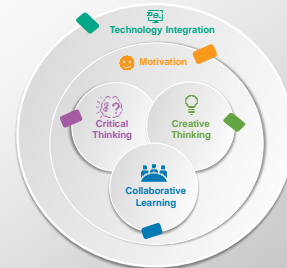 Technology Integration
Motivation
Critical
Thinking
Creative
Thinking
Collaborative
Learning